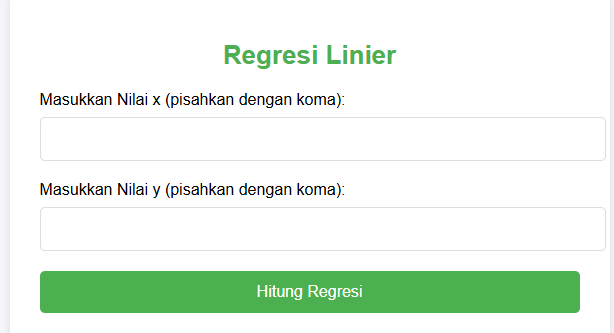 Regresi Linier
Masukkan Nilai x (pisahkan dengan koma):
Masukkan Nilai y (pisahkan dengan koma):
Hitung Regresi